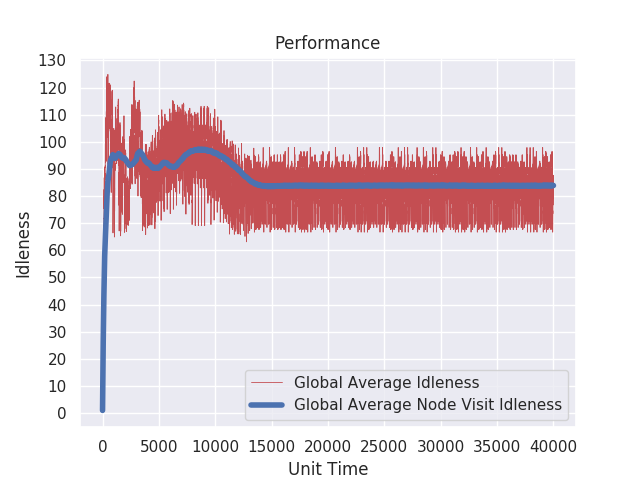 Performance
130
120
110
100
90
80
70
60
50
40
30
20
10
0
Idleness
Global Average Idleness
Global Average Node Visit Idleness
0 5000 10000 15000 20000 25000 30000 35000 40000
Unit Time